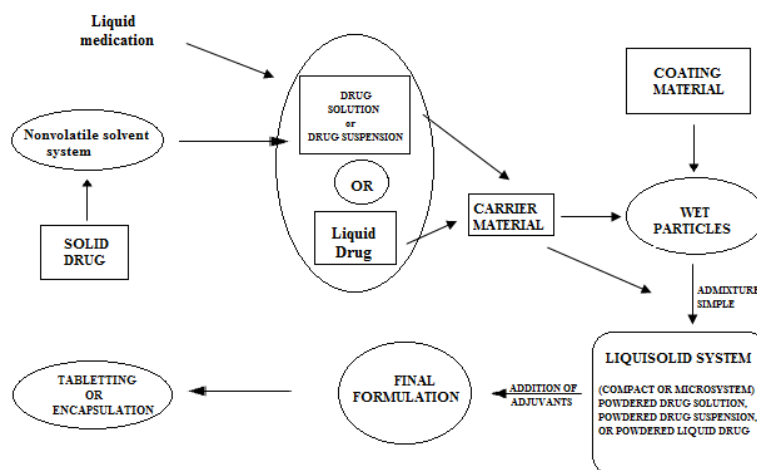 Liquid
medication
COATING
MATERIAL
DRUG
SOLUTION
or
DRUG SUSPENSION
Nonvolatile solvent
system
OR
CARRIER
MATERIAL
WET
PARTICLES
SOLID
DRUG
Liquid
Drug
ADMIXTURE
SIMPLE
LIQUISOLID SYSTEM
(COMPACT OR MICROSYSTEM)
POWDERED DRUG SOLUTION,
POWDERED DRUG SUSPENSION,
OR POWDERED LIQUID DRUG
ADDITION OF
ADJUVANTS
FINAL
FORMULATION
TABLETTING
OR
ENCAPSULATION